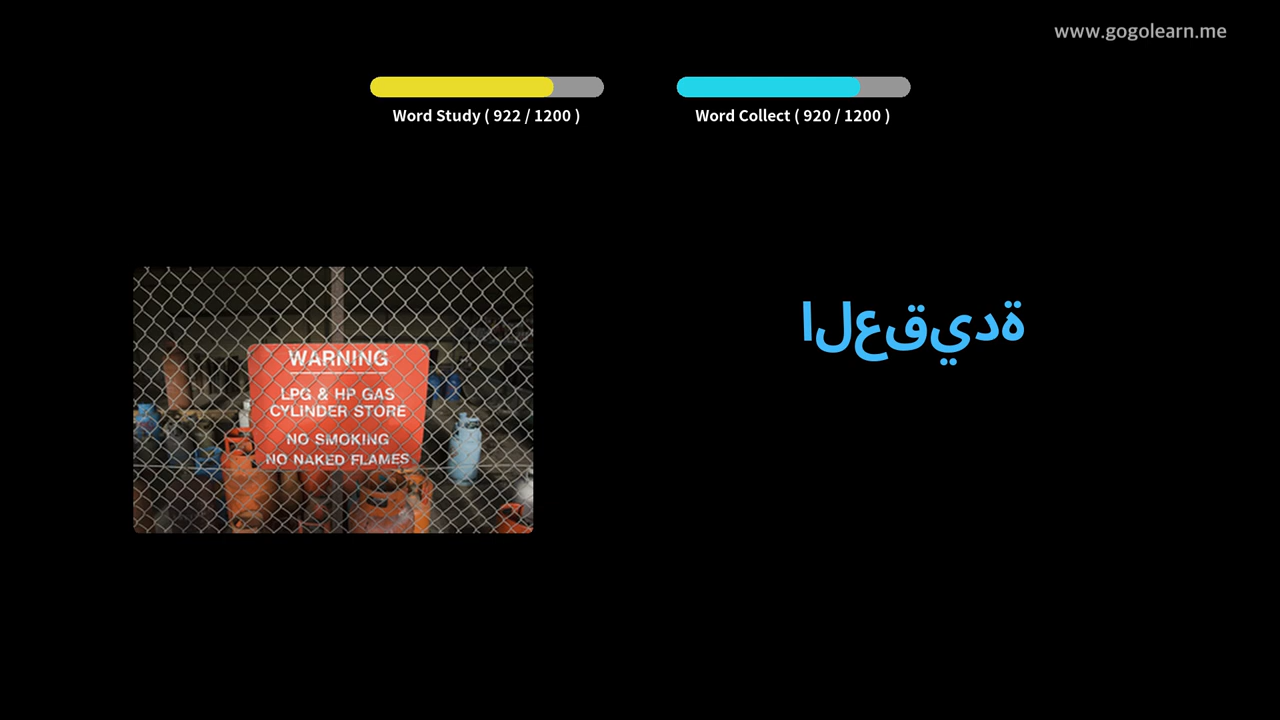 www.gogolearn.me
Word Study ( 922 / 1200 )
Word Collect ( 920 / 1200 )
العقيدة
WARNING
LPG & HP GAS
CYLINDER STORE
NO SMOKING
NO NAKED FLAMES